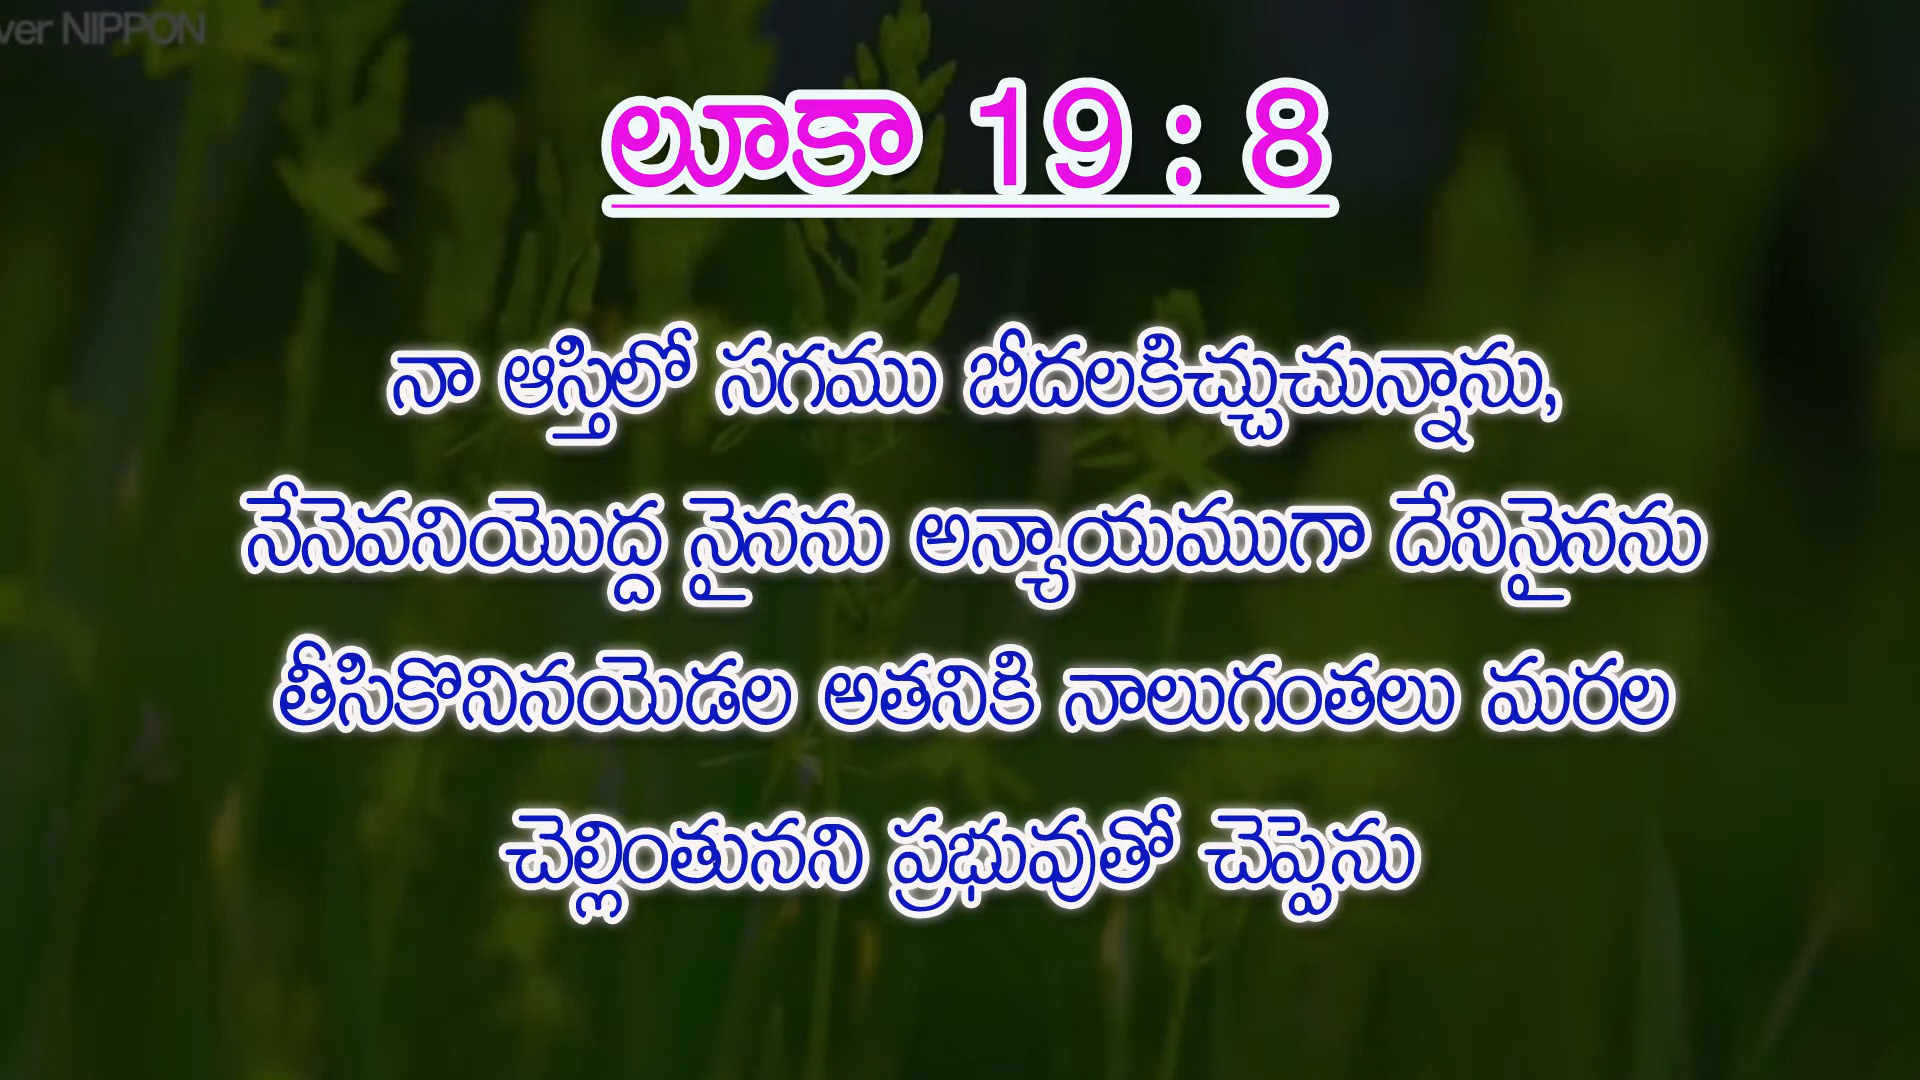 ver NIPPON
లూకా 19 : 8
నా ఆస్తిలో సగము బీదలకిచ్చుచున్నాను,
నేనెవనియొద్ద నైనను అన్యాయముగా దేనినైనను
తీసికొనినయెడల అతనికి నాలుగంతలు మరల
చెల్లింతునని ప్రభువుతో చెప్పెను